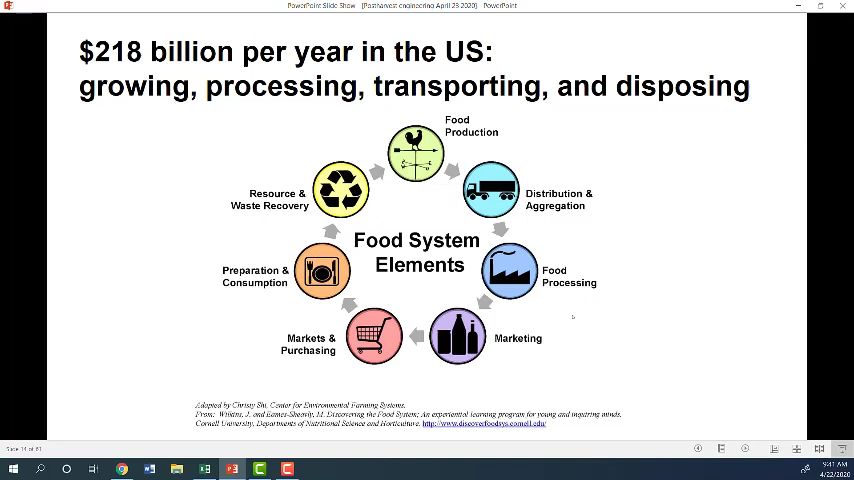 PowerPoint Slide Show - [Postharvest engineering April 23 2020] - PowerPoint
$218 billion per year in the US:
growing, processing, transporting, and disposing
Food
Production
Resource &
Waste Recovery
Distribution &
Aggregation
Food System
Elements
Preparation &
Consumption
Food
Processing
Markets &
Purchasing
Marketing
Adapted by Christy Shi, Center for Environmental Farming Systems.
From: Wilkins, J. and Eames-Sheavly, M. Discovering the Food System; An experiential learning program for young and inquiring minds.
Cornell University, Departments of Nutritional Science and Horticulture. http://www.discoverfoodsys.cornell.edu/
Slide 14 of 81
9:41 AM
4/22/2020